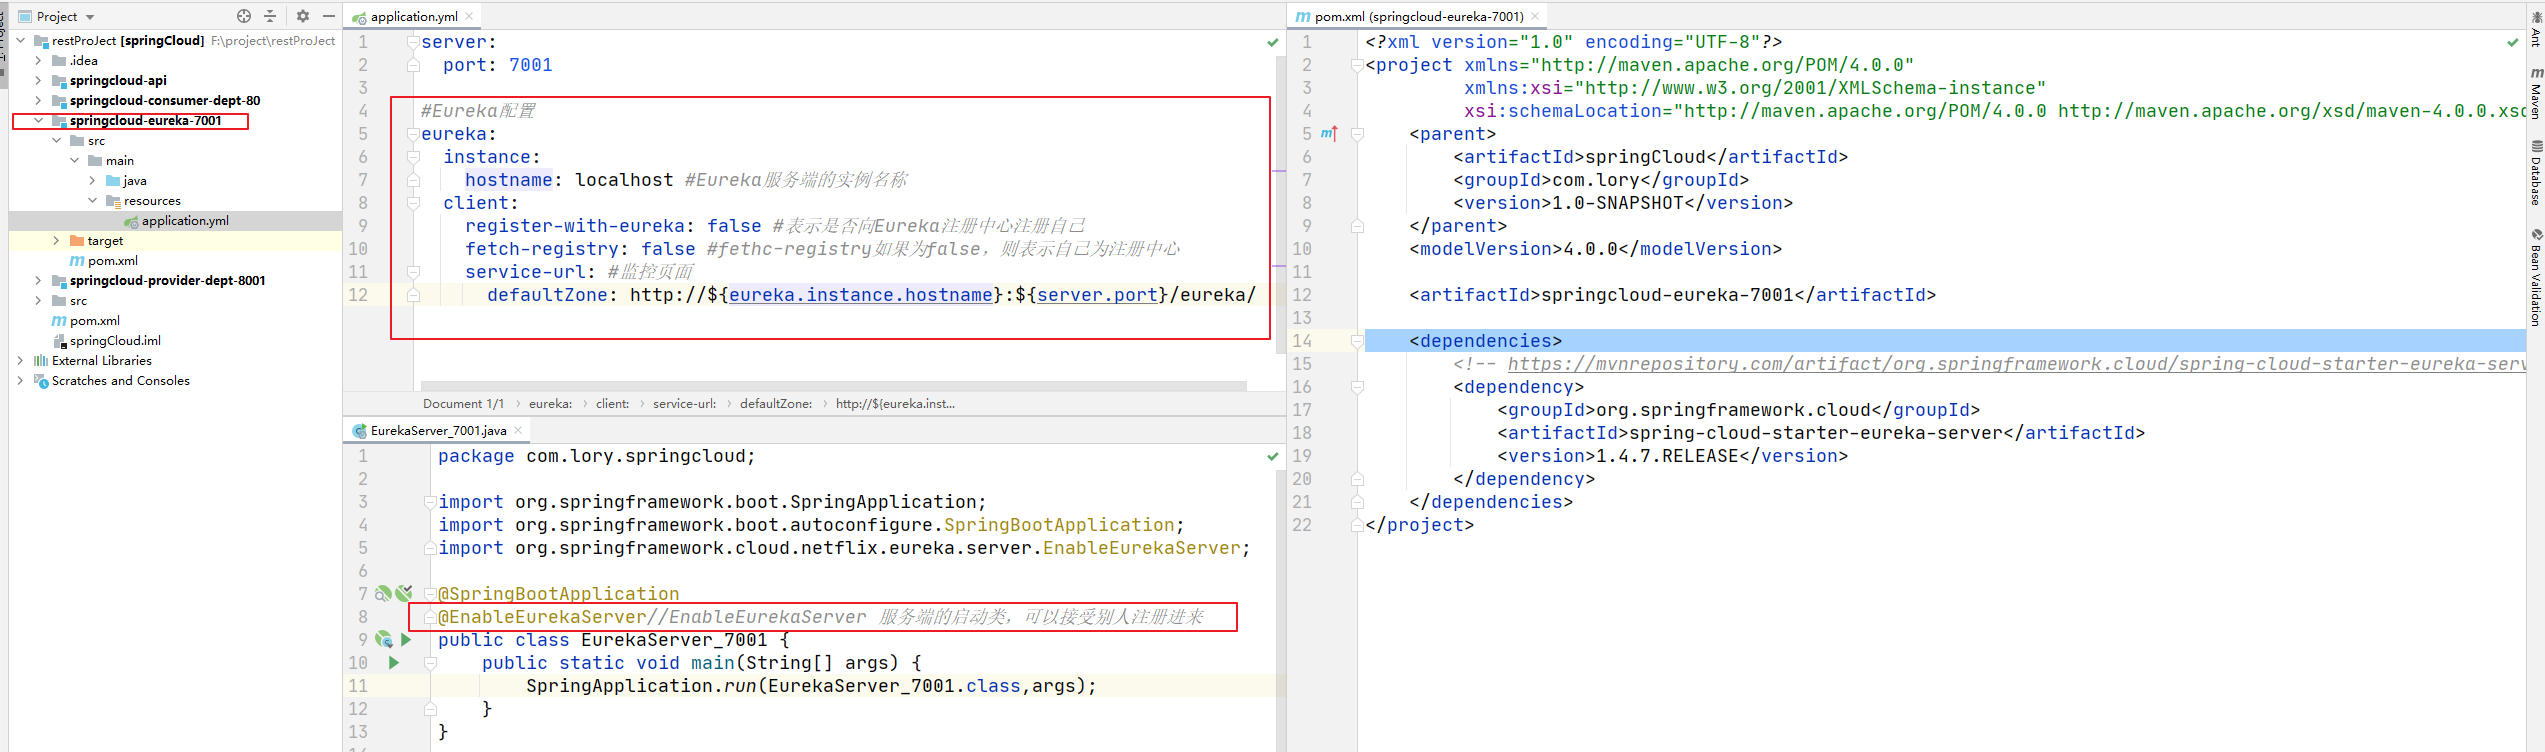 Project
restProJect [springCloud] F:\project\restProJect
.idea
springcloud-api
springcloud-consumer-dept-80
springcloud-eureka-7001
src
main
java
resources
application.yml
target
pom.xml
springcloud-provider-dept-8001
src
pom.xml
springCloud.iml
External Libraries
Scratches and Consoles
application.yml
1 server:
2 port: 7001
3
4 #Eureka配置
5 eureka:
6 instance:
7 hostname: localhost #Eureka服务端的实例名称
8 client:
9 register-with-eureka: false #表示是否向Eureka注册中心注册自己
10 fetch-registry: false #fethc-registry如果为false，则表示自己为注册中心
11 service-url: #监控页面
12 defaultZone: http://${eureka.instance.hostname}:${server.port}/eureka/
Document 1/1 › eureka: › client: › service-url: › defaultZone: › http://${eureka.inst...
EurekaServer_7001.java
1 package com.lory.springcloud;
2
3 import org.springframework.boot.SpringApplication;
4 import org.springframework.boot.autoconfigure.SpringBootApplication;
5 import org.springframework.cloud.netflix.eureka.server.EnableEurekaServer;
6
7 @SpringBootApplication
8 @EnableEurekaServer//EnableEurekaServer 服务端的启动类，可以接受别人注册进来
9 public class EurekaServer_7001 {
10 public static void main(String[] args) {
11 SpringApplication.run(EurekaServer_7001.class,args);
12 }
13 }
pom.xml (springcloud-eureka-7001)
1 <?xml version="1.0" encoding="UTF-8"?>
2 <project xmlns="http://maven.apache.org/POM/4.0.0"
3 xmlns:xsi="http://www.w3.org/2001/XMLSchema-instance"
4 xsi:schemaLocation="http://maven.apache.org/POM/4.0.0 http://maven.apache.org/xsd/maven-4.0.0.xsd
5 <parent>
6 <artifactId>springCloud</artifactId>
7 <groupId>com.lory</groupId>
8 <version>1.0-SNAPSHOT</version>
9 </parent>
10 <modelVersion>4.0.0</modelVersion>
11
12 <artifactId>springcloud-eureka-7001</artifactId>
13
14 <dependencies>
15 <!-- https://mvnrepository.com/artifact/org.springframework.cloud/spring-cloud-starter-eureka-serv
16 <dependency>
17 <groupId>org.springframework.cloud</groupId>
18 <artifactId>spring-cloud-starter-eureka-server</artifactId>
19 <version>1.4.7.RELEASE</version>
20 </dependency>
21 </dependencies>
22 </project>
Ant
Maven
Database
Bean Validation